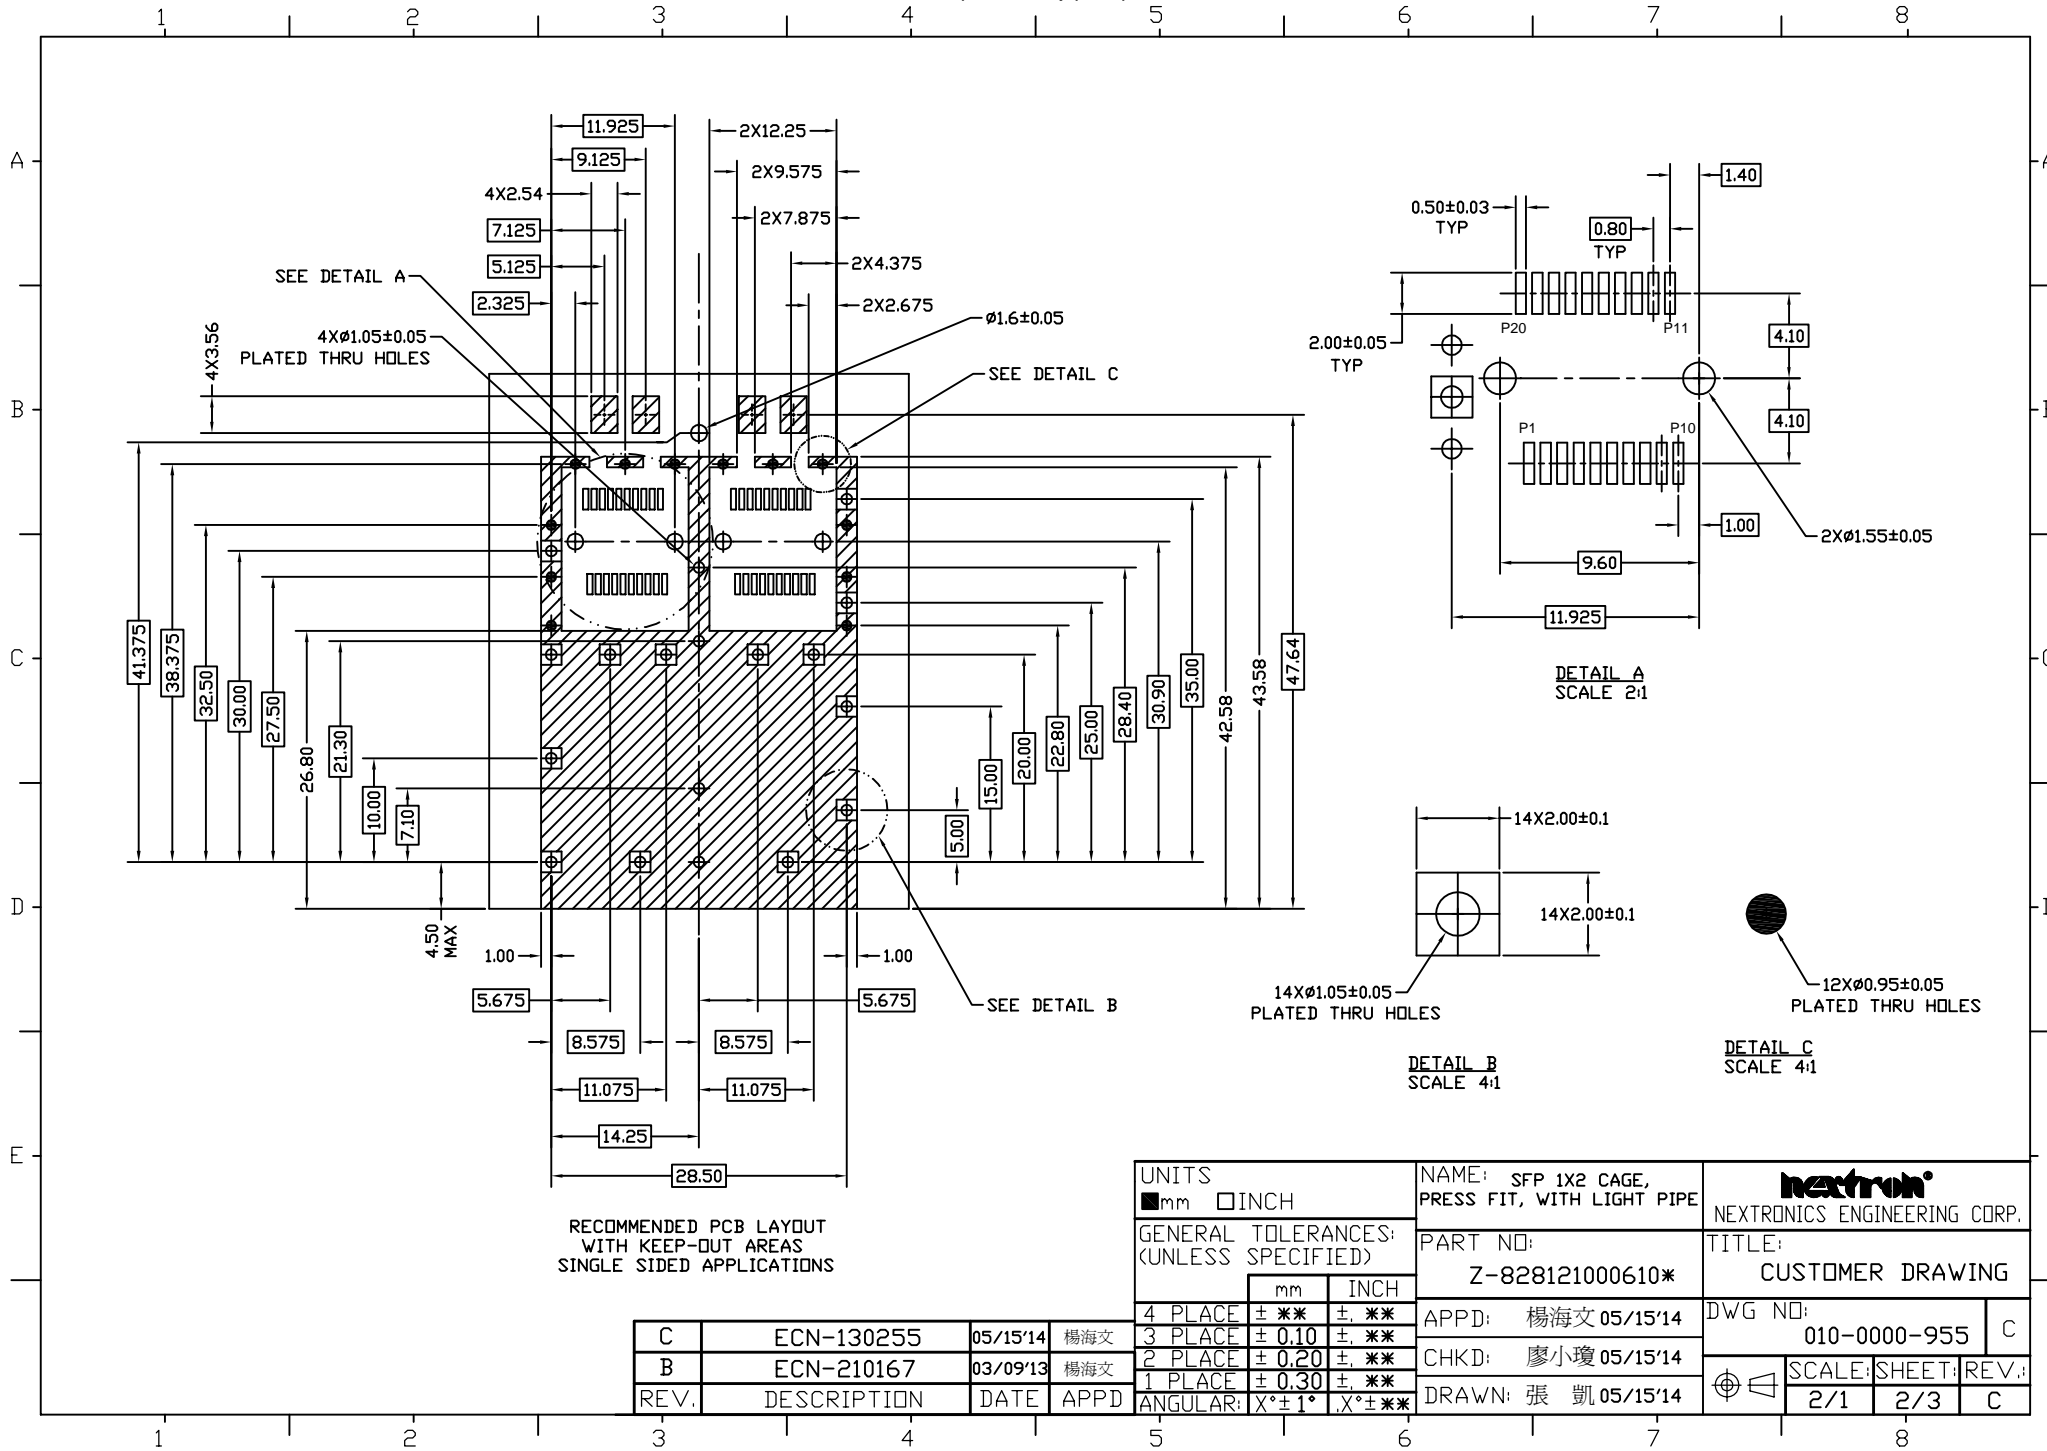 1 2 3 4 5 6 7 8
A
B
C
D
E
11.925
9.125
4X2.54
7.125
5.125
2.325
SEE DETAIL A
4Xø1.05±0.05
PLATED THRU HOLES
4X3.56
2X12.25
2X9.575
2X7.875
2X4.375
2X2.675
ø1.6±0.05
SEE DETAIL C
41.375
38.375
32.50
30.00
27.50
26.80
21.30
10.00
7.10
4.50
MAX
5.00
15.00
20.00
22.80
25.00
28.40
30.90
35.00
42.58
43.58
47.64
1.00
1.00
5.675
5.675
8.575
8.575
11.075
11.075
14.25
28.50
SEE DETAIL B
RECOMMENDED PCB LAYOUT
WITH KEEP-OUT AREAS
SINGLE SIDED APPLICATIONS
1.40
0.50±0.03
TYP
0.80
TYP
P20
P11
2.00±0.05
TYP
4.10
4.10
P1
P10
1.00
2Xø1.55±0.05
9.60
11.925
DETAIL A
SCALE 2:1
14X2.00±0.1
14X2.00±0.1
14Xø1.05±0.05
PLATED THRU HOLES
DETAIL B
SCALE 4:1
12Xø0.95±0.05
PLATED THRU HOLES
DETAIL C
SCALE 4:1
UNITS
mm INCH
GENERAL TOLERANCES:
(UNLESS SPECIFIED)
mm INCH
4 PLACE ± ** ±. **
3 PLACE ± 0.10 ±. **
2 PLACE ± 0.20 ±. **
1 PLACE ± 0.30 ±. **
ANGULAR: X°± 1° .X°± **
NAME: SFP 1X2 CAGE,
PRESS FIT, WITH LIGHT PIPE
PART NO:
Z-828121000610*
APPD: 楊海文 05/15'14
CHKD: 廖小瓊 05/15'14
DRAWN: 張 凱 05/15'14
nextron®
NEXTRONICS ENGINEERING CORP.
TITLE:
CUSTOMER DRAWING
DWG NO:
010-0000-955 C
SCALE: SHEET: REV.:
2/1 2/3 C
C ECN-130255 05/15'14 楊海文
B ECN-210167 03/09'13 楊海文
REV. DESCRIPTION DATE APPD
1 2 3 4 5 6 7 8